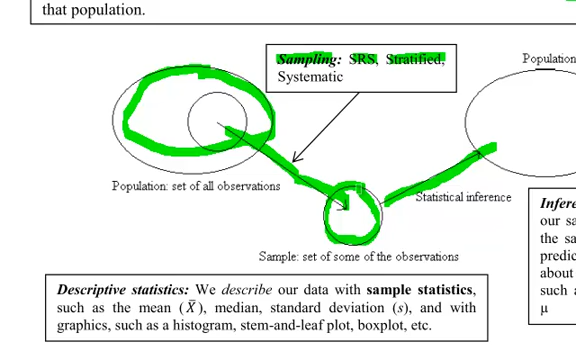 that population.
Sampling: SRS, Stratified,
Systematic
Population
Population: set of all observations
Statistical inference
Sample: set of some of the observations
Descriptive statistics: We describe our data with sample statistics,
such as the mean (X̅), median, standard deviation (s), and with
graphics, such as a histogram, stem-and-leaf plot, boxplot, etc.
Infere
our sa
the sa
predic
about
such a
μ